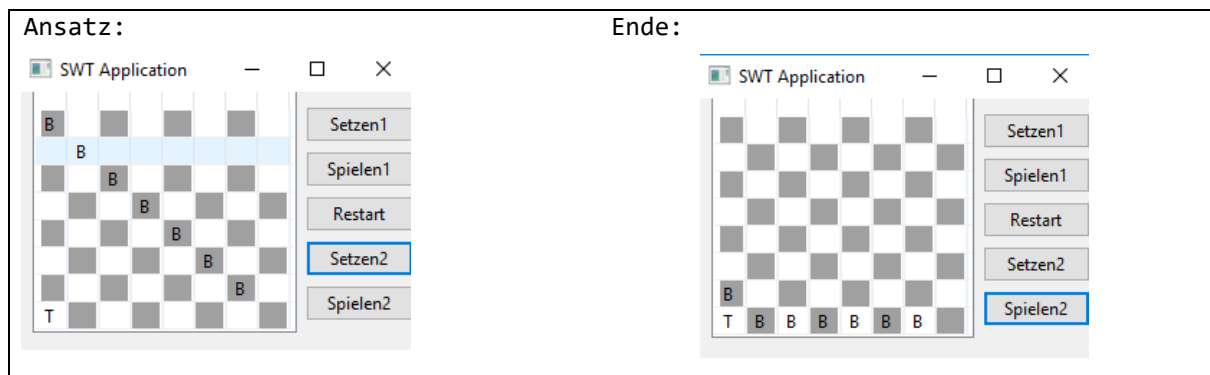 Ansatz:
Ende:
SWT Application
B
B
B
B
B
B
B
T
Setzen1
Spielen1
Restart
Setzen2
Spielen2
SWT Application
B
T B B B B B B
Setzen1
Spielen1
Restart
Setzen2
Spielen2